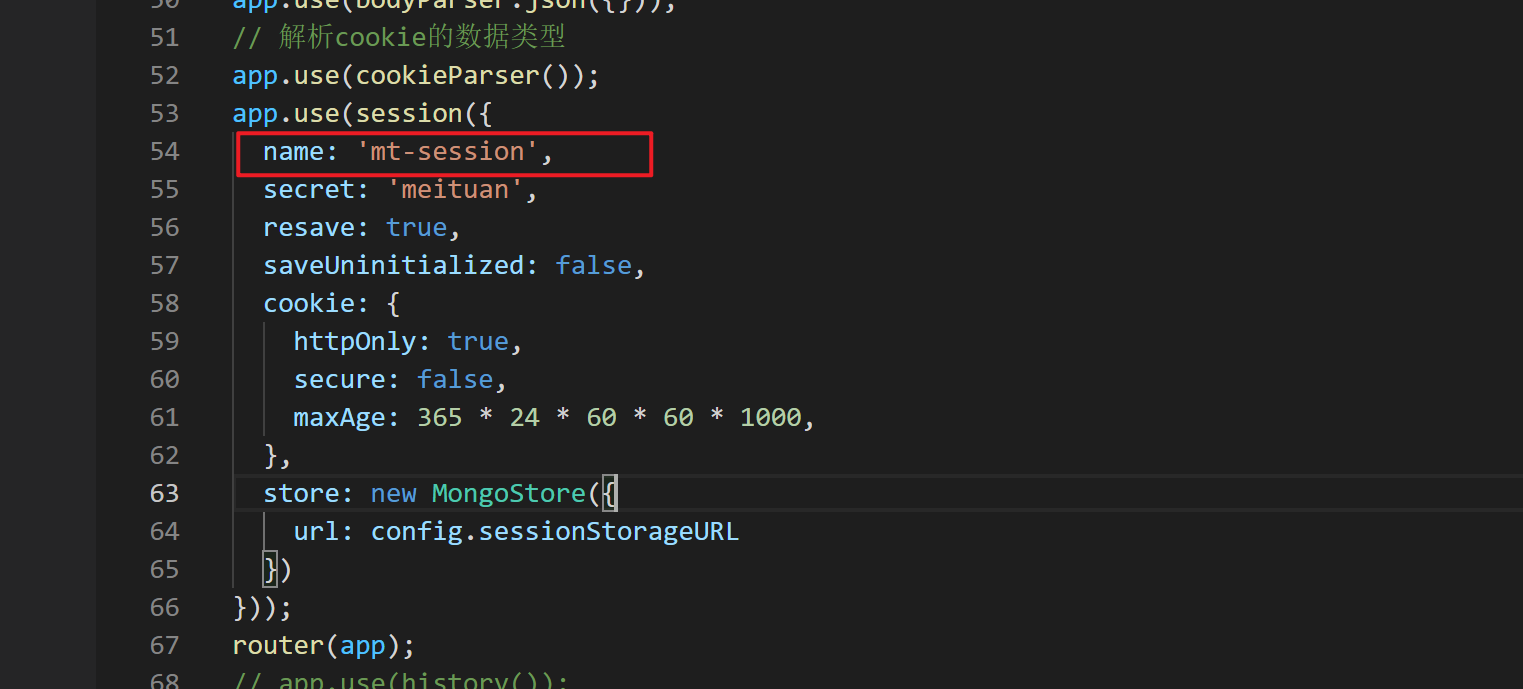 50 app.use(bodyParser.json({}));
51 // 解析cookie的数据类型
52 app.use(cookieParser());
53 app.use(session({
54 name: 'mt-session',
55 secret: 'meituan',
56 resave: true,
57 saveUninitialized: false,
58 cookie: {
59 httpOnly: true,
60 secure: false,
61 maxAge: 365 * 24 * 60 * 60 * 1000,
62 },
63 store: new MongoStore({
64 url: config.sessionStorageURL
65 })
66 }));
67 router(app);
68 // app.use(history());